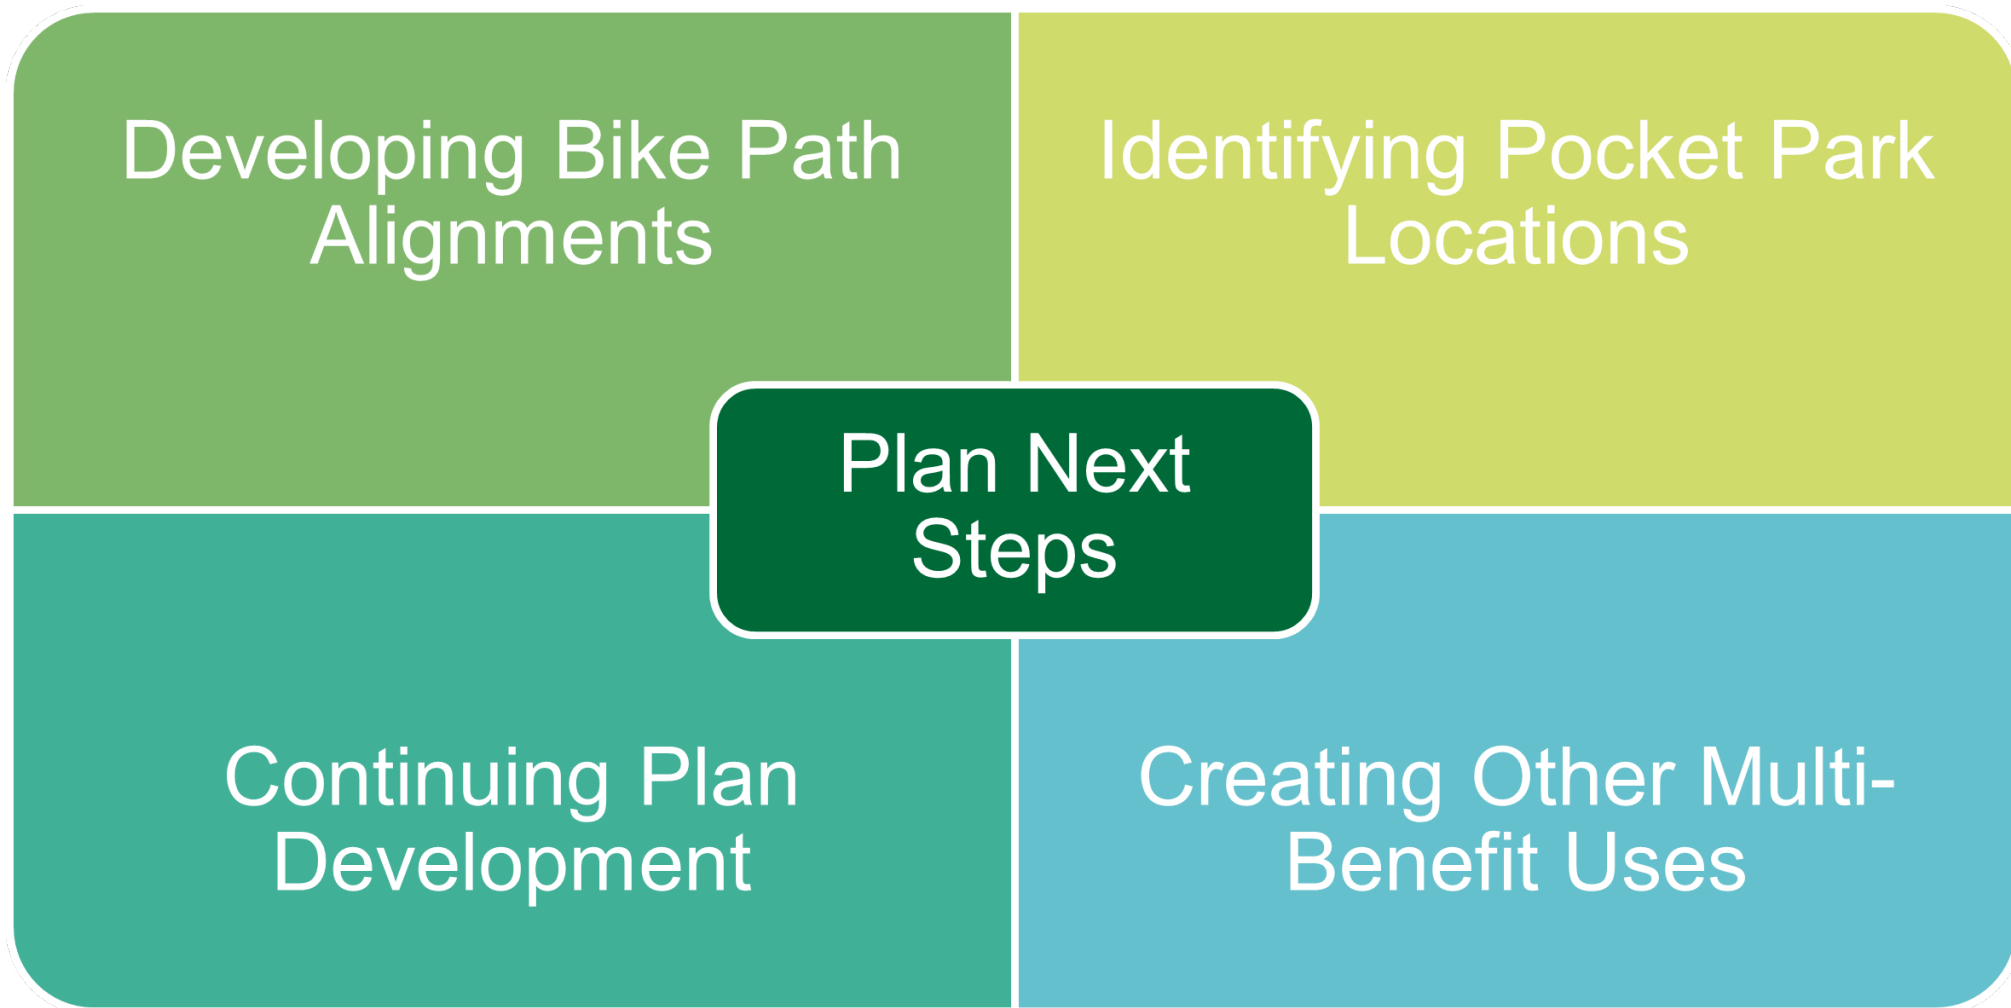 Developing Bike Path
Alignments
Identifying Pocket Park
Locations
Plan Next
Steps
Continuing Plan
Development
Creating Other Multi-
Benefit Uses